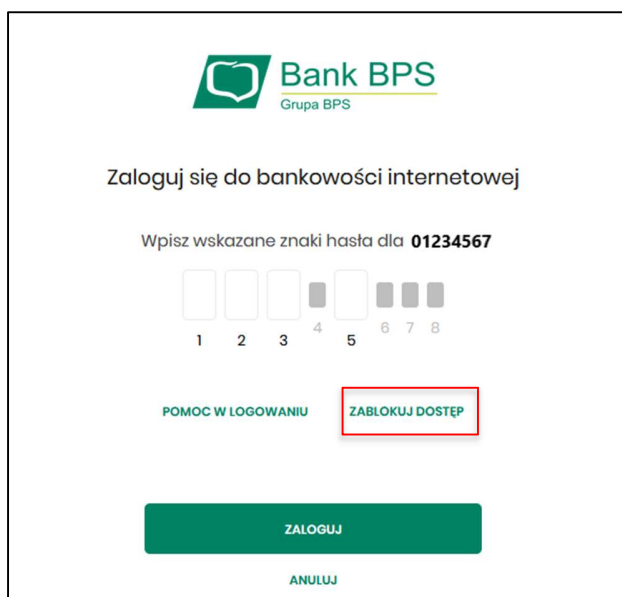 Bank BPS
Grupa BPS
Zaloguj się do bankowości internetowej
Wpisz wskazane znaki hasła dla 01234567
1 2 3 4 5 6 7 8
POMOC W LOGOWANIU ZABLOKUJ DOSTĘP
ZALOGUJ
ANULUJ